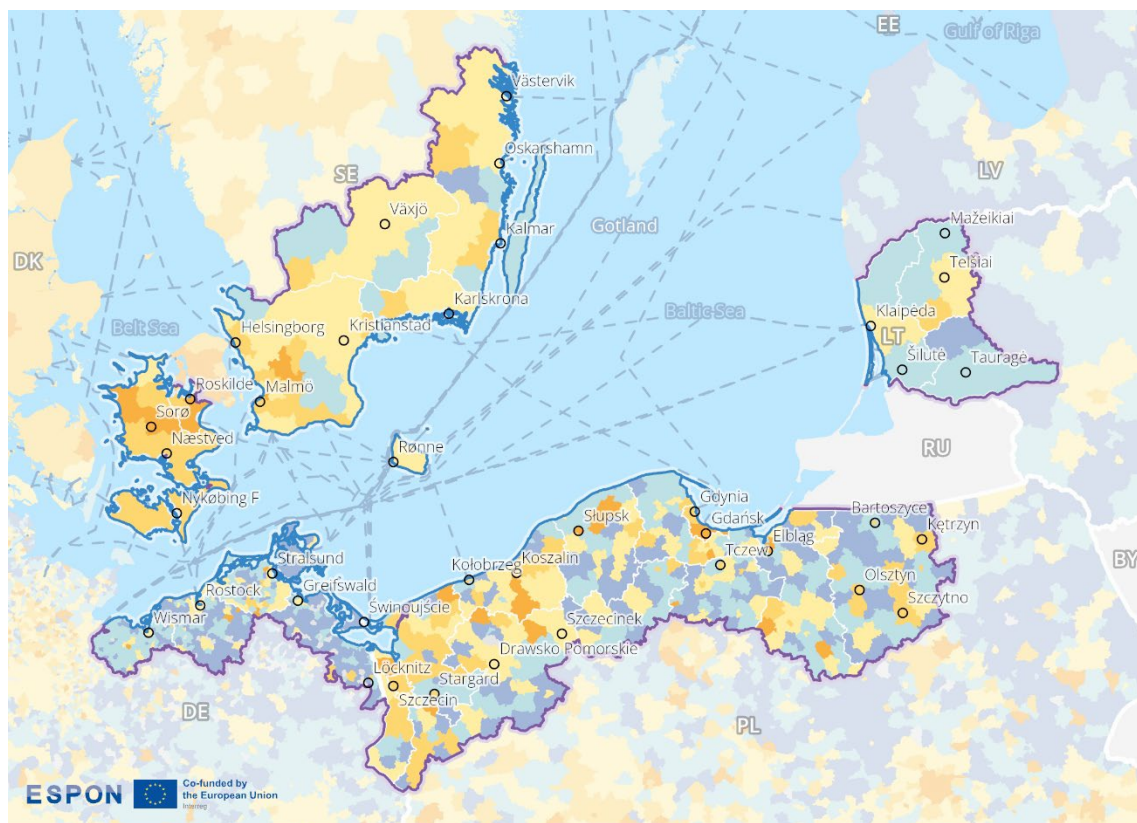 EE
Gulf of Riga
Västervik
Oskarshamn
SE
LV
Växjö
Gotland
Mažeikiai
Kalmar
DK
Telšiai
Karlskrona
Baltic Sea
Klaipėda
Belt Sea
Helsingborg
Kristianstad
LT
Šilutė
Tauragė
Roskilde
Malmö
Sorø
Næstved
Rønne
RU
Nykøbing F
Gdynia
Bartoszyce
Słupsk
Gdańsk
Kętrzyn
Elbląg
Stralsund
Koszalin
Tczew
BY
Kołobrzeg
Rostock
Greifswald
Olsztyn
Świnoujście
Szczytno
Wismar
Szczecinek
Drawsko Pomorskie
Löcknitz
Stargard
Szczecin
DE
PL
ESPON
Co-funded by
the European Union
Interreg